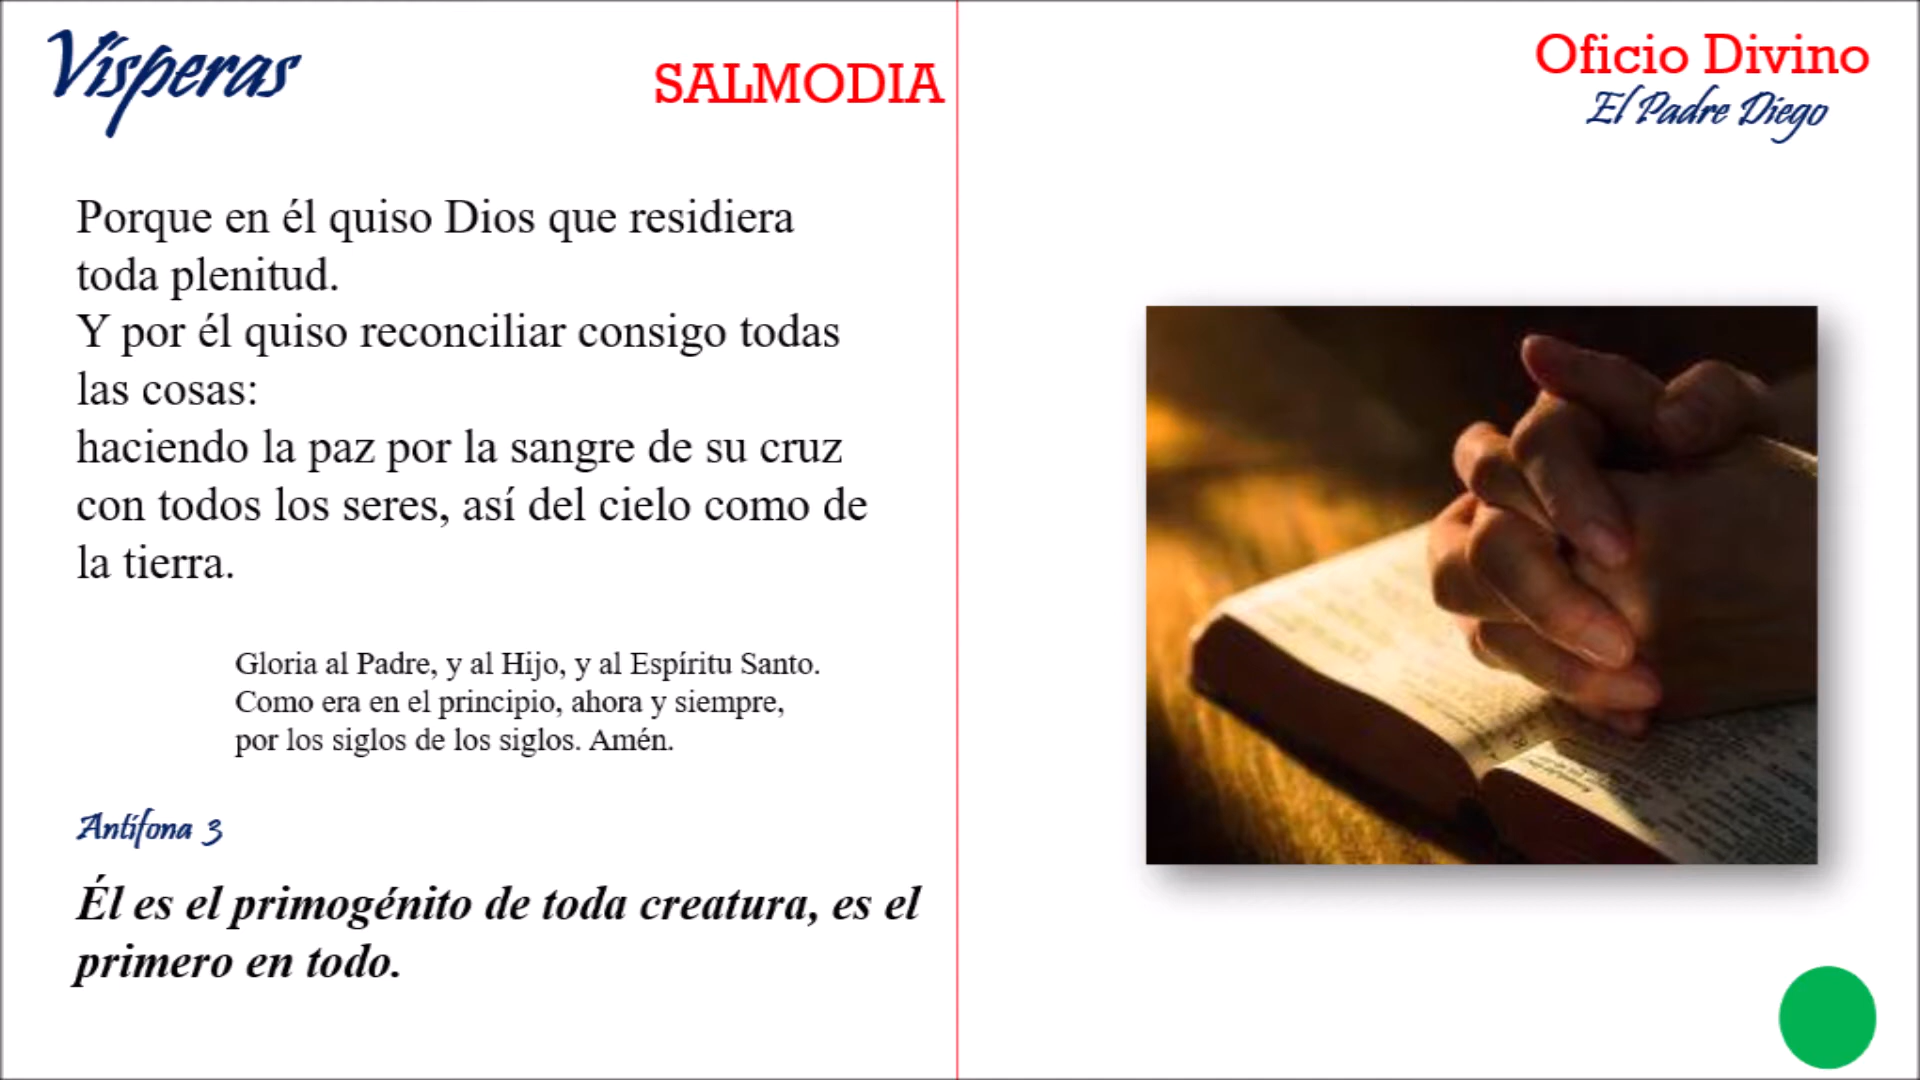 Vísperas
SALMODIA
Oficio Divino
El Padre Diego
Porque en él quiso Dios que residiera
toda plenitud.
Y por él quiso reconciliar consigo todas
las cosas:
haciendo la paz por la sangre de su cruz
con todos los seres, así del cielo como de
la tierra.
Gloria al Padre, y al Hijo, y al Espíritu Santo.
Como era en el principio, ahora y siempre,
por los siglos de los siglos. Amén.
Antífona 3
Él es el primogénito de toda creatura, es el
primero en todo.